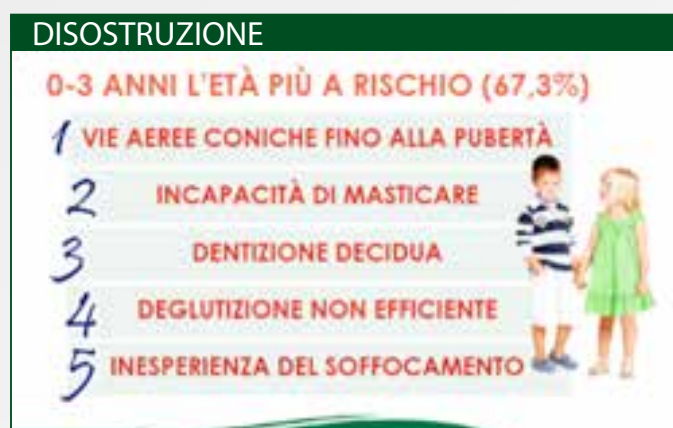 DISOSTRUZIONE
0-3 ANNI L'ETÀ PIÙ A RISCHIO (67,3%)
1 VIE AEREE CONICHE FINO ALLA PUBERTÀ
2 INCAPACITÀ DI MASTICARE
3 DENTIZIONE DECIDUA
4 DEGLUTIZIONE NON EFFICIENTE
5 INESPERIENZA DEL SOFFOCAMENTO